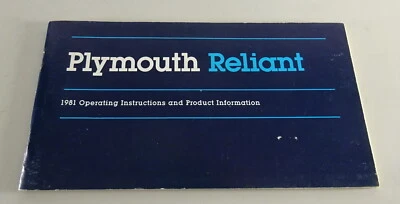 Plymouth Reliant
1981 Operating Instructions and Product Information